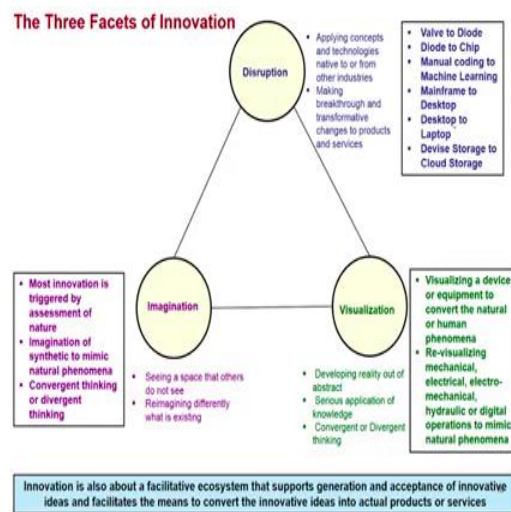 The Three Facets of Innovation
Disruption
• Applying concepts
and technologies
native to or from
other industries
• Making
breakthrough and
transformative
changes to products
and services
• Valve to Diode
• Diode to Chip
• Manual coding to
Machine Learning
• Mainframe to
Desktop
• Desktop to
Laptop
• Devise Storage to
Cloud Storage
• Most innovation is
triggered by
assessment of
nature
• Imagination of
synthetic to mimic
natural phenomena
• Convergent thinking
or divergent
thinking
Imagination
• Seeing a space that others
do not see
• Reimagining differently
what is existing
Visualization
• Developing reality out of
abstract
• Serious application of
knowledge
• Convergent or Divergent
thinking
• Visualizing a device
or equipment to
convert the natural
or human
phenomena
• Re-visualizing
mechanical,
electrical, electro-
mechanical,
hydraulic or digital
operations to mimic
natural phenomena
Innovation is also about a facilitative ecosystem that supports generation and acceptance of innovative
ideas and facilitates the means to convert the innovative ideas into actual products or services